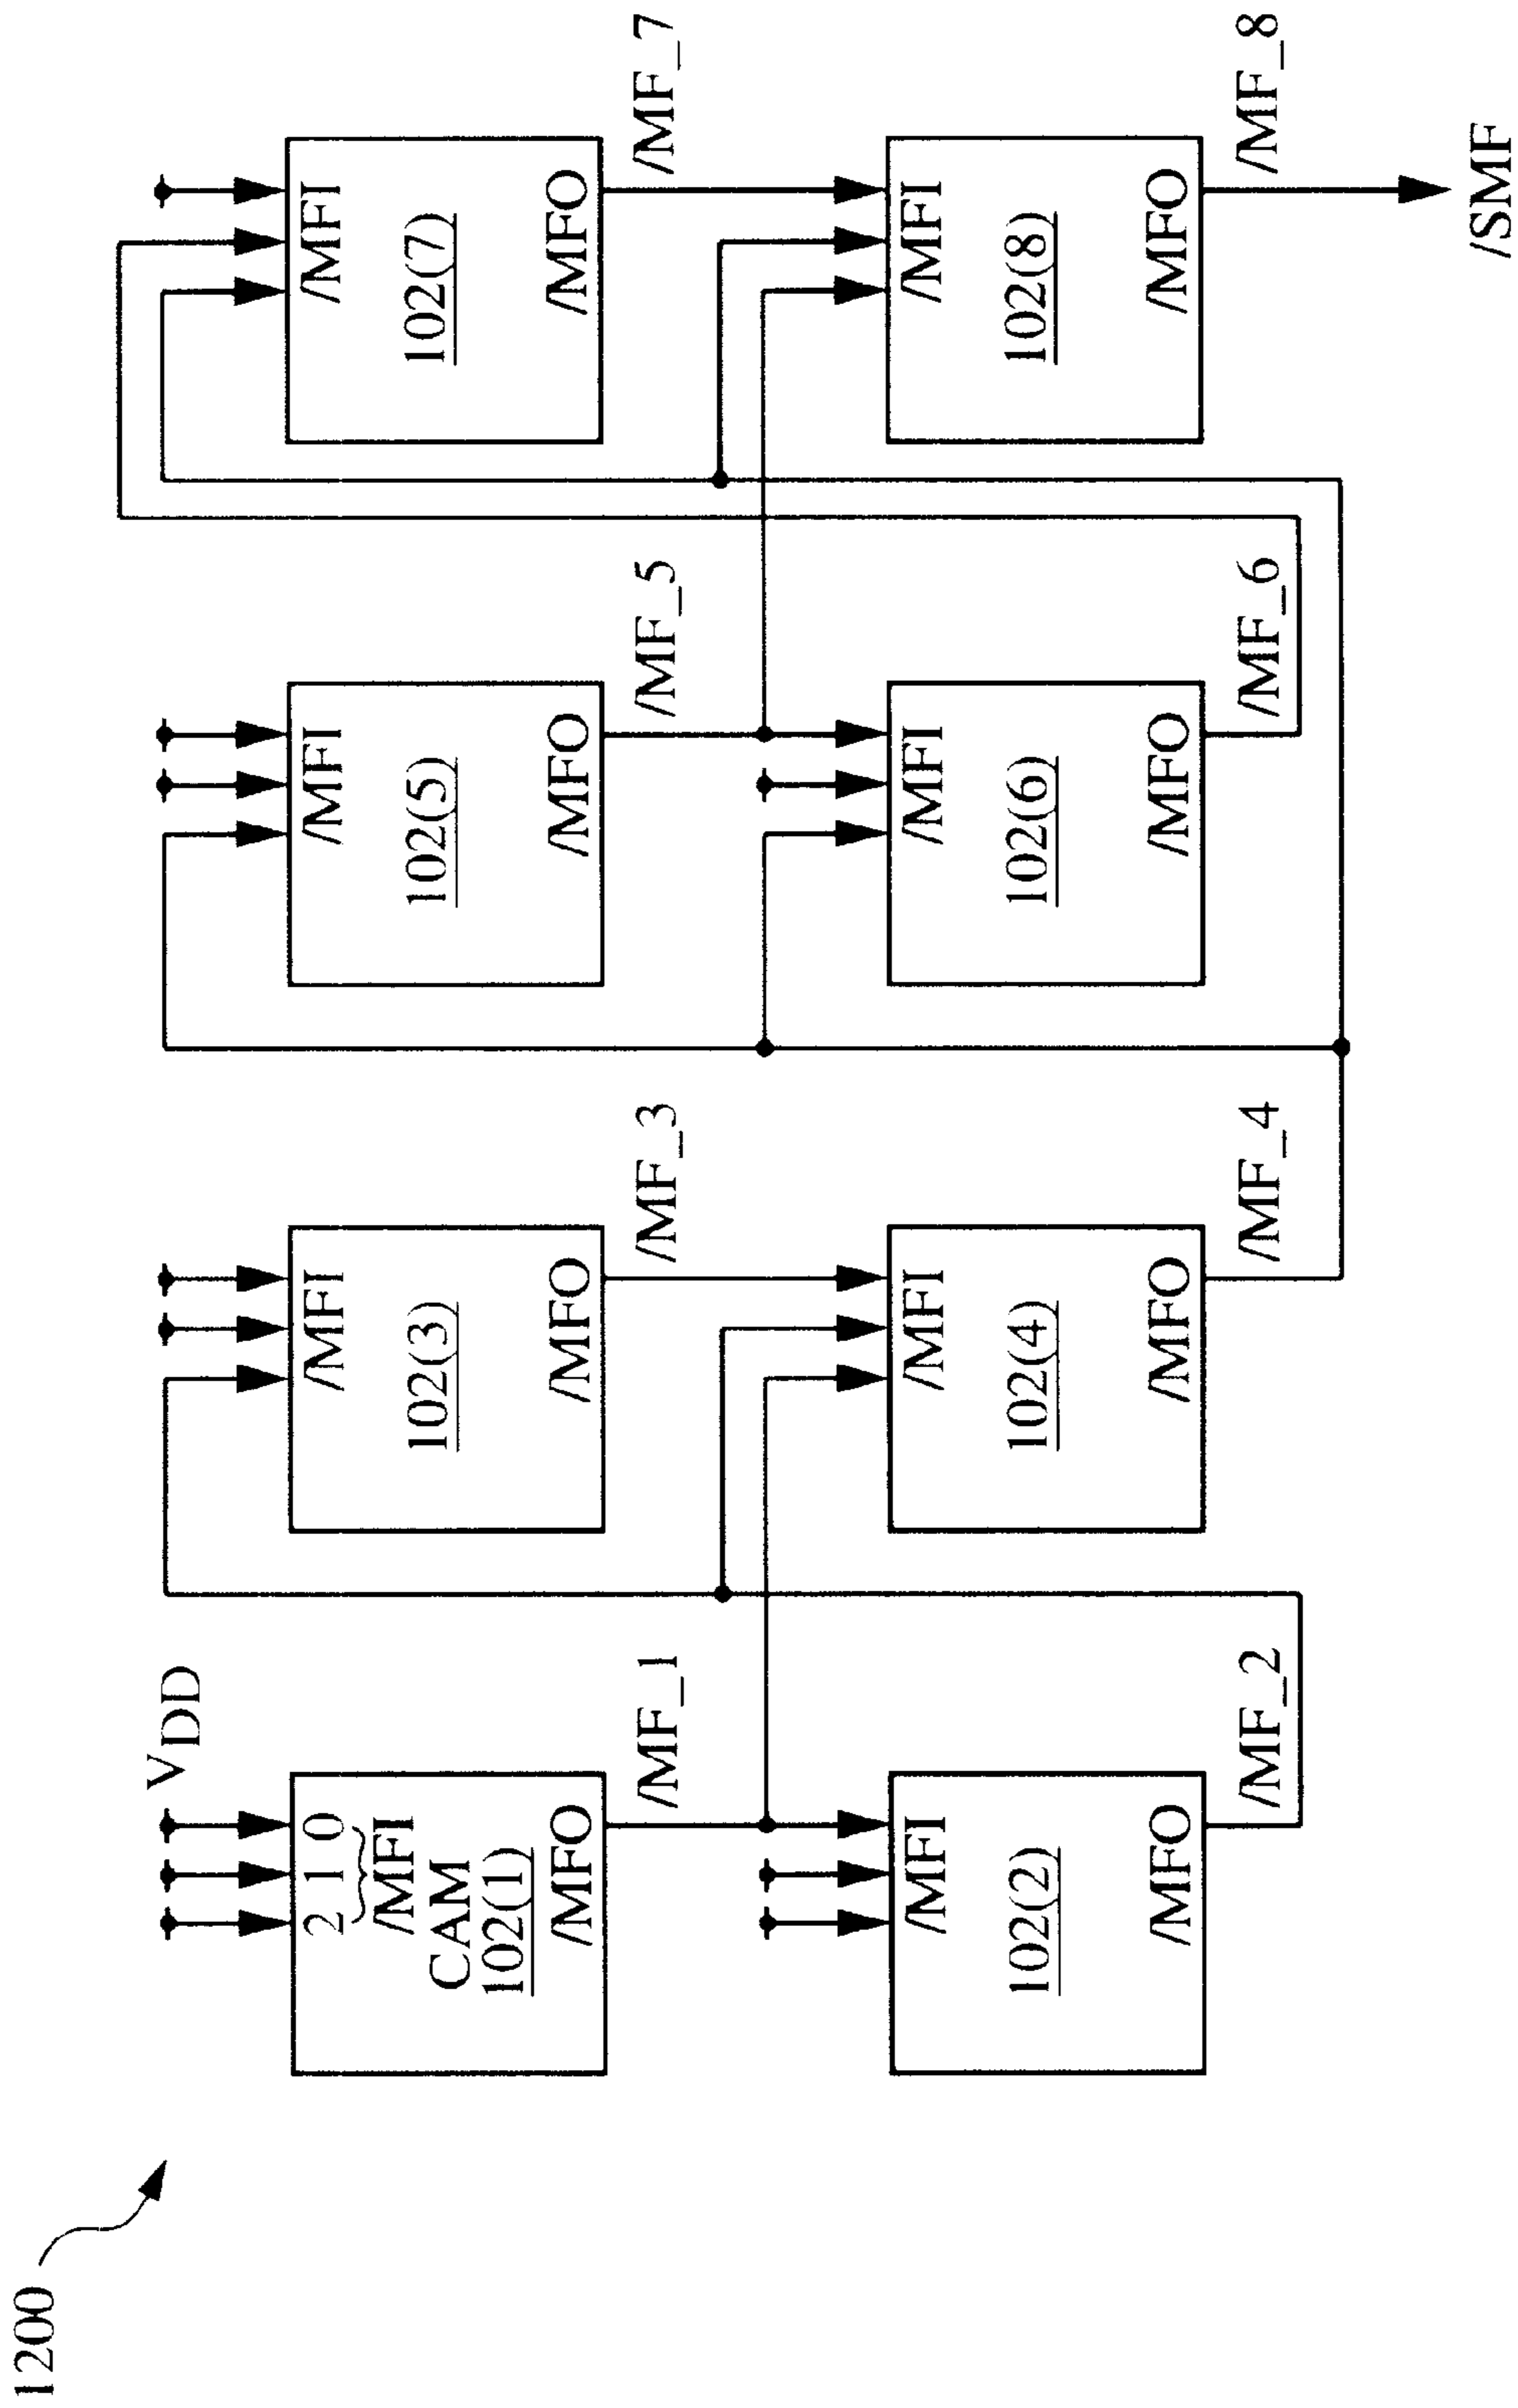 1200
V_DD
2 1 0
/MFI
CAM
102(1)
/MFO
/MF_1
/MFI
102(2)
/MFO
/MF_2
/MFI
102(3)
/MFO
/MF_3
/MFI
102(4)
/MFO
/MF_4
/MFI
102(5)
/MFO
/MF_5
/MFI
102(6)
/MFO
/MF_6
/MFI
102(7)
/MFO
/MF_7
/MFI
102(8)
/MFO
/MF_8
/SMF